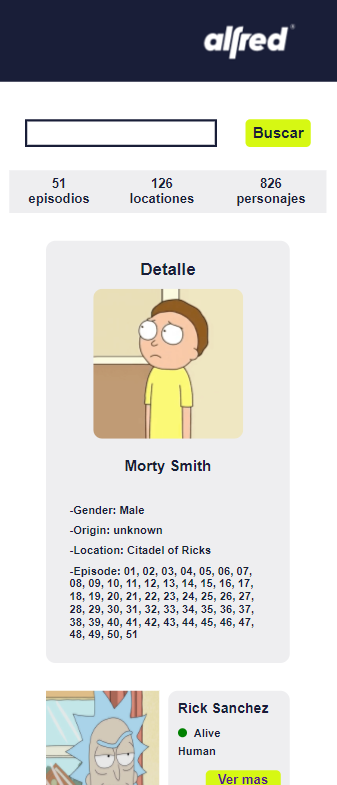 alfred
Buscar
51 126 826
episodios locationes personajes
Detalle
Morty Smith
-Gender: Male
-Origin: unknown
-Location: Citadel of Ricks
-Episode: 01, 02, 03, 04, 05, 06, 07,
08, 09, 10, 11, 12, 13, 14, 15, 16, 17,
18, 19, 20, 21, 22, 23, 24, 25, 26, 27,
28, 29, 30, 31, 32, 33, 34, 35, 36, 37,
38, 39, 40, 41, 42, 43, 44, 45, 46, 47,
48, 49, 50, 51
Rick Sanchez
Alive
Human
Ver mas